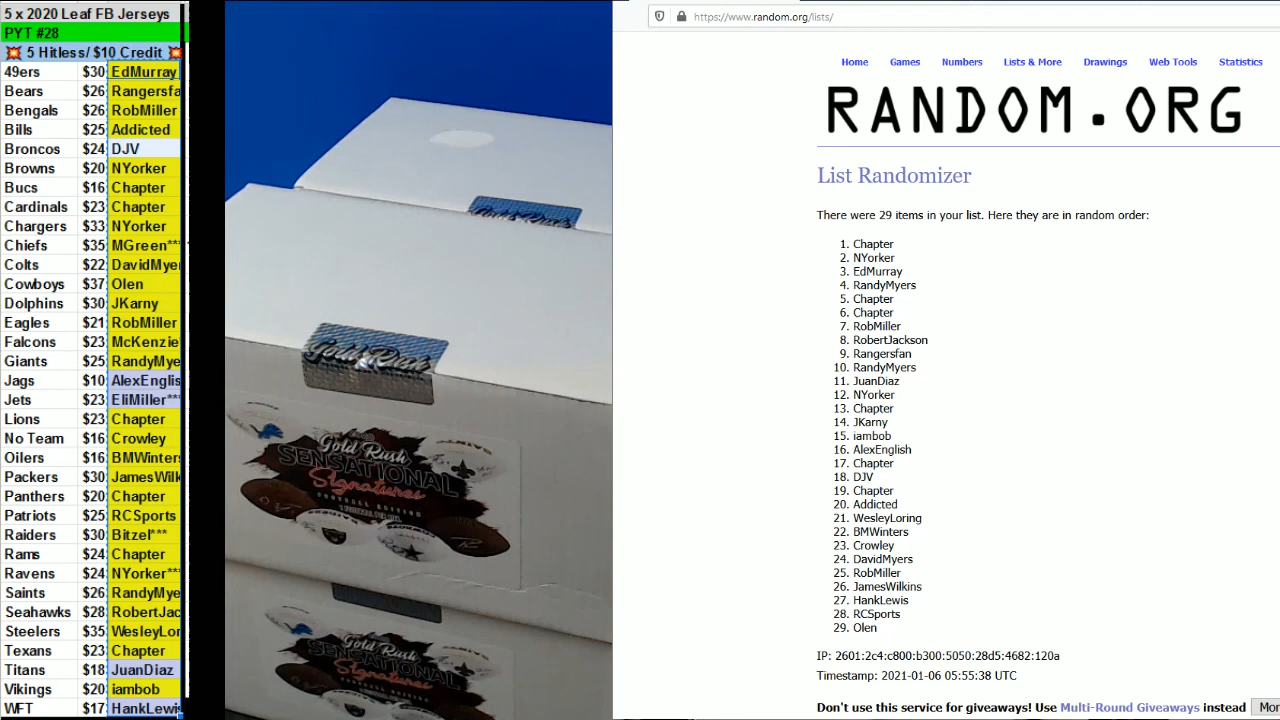 5 x 2020 Leaf FB Jerseys
PYT #28
💥 5 Hitless/ $10 Credit 💥
49ers $30 EdMurray
Bears $26 Rangersfa
Bengals $26 RobMiller
Bills $25 Addicted
Broncos $24 DJV
Browns $20 NYorker
Bucs $16 Chapter
Cardinals $23 Chapter
Chargers $33 NYorker
Chiefs $35 MGreen***
Colts $22 DavidMyer
Cowboys $37 Olen
Dolphins $30 JKarny
Eagles $21 RobMiller
Falcons $23 McKenzie
Giants $25 RandyMye
Jags $10 AlexEnglis
Jets $23 EliMiller***
Lions $23 Chapter
No Team $16 Crowley
Oilers $16 BMWinters
Packers $30 JamesWilk
Panthers $20 Chapter
Patriots $25 RCSports
Raiders $30 Bitzel***
Rams $24 Chapter
Ravens $24 NYorker***
Saints $26 RandyMye
Seahawks $28 RobertJac
Steelers $35 WesleyLor
Texans $23 Chapter
Titans $18 JuanDiaz
Vikings $20 iambob
WFT $17 HankLewis
Gold Rush
Gold Rush
SENSATIONAL
Signatures
FOOTBALL EDITION
Gold Rush
SENSATIONAL
Signatures
https://www.random.org/lists/
Home Games Numbers Lists & More Drawings Web Tools Statistics
RANDOM.ORG
List Randomizer
There were 29 items in your list. Here they are in random order:
1. Chapter
2. NYorker
3. EdMurray
4. RandyMyers
5. Chapter
6. Chapter
7. RobMiller
8. RobertJackson
9. Rangersfan
10. RandyMyers
11. JuanDiaz
12. NYorker
13. Chapter
14. JKarny
15. iambob
16. AlexEnglish
17. Chapter
18. DJV
19. Chapter
20. Addicted
21. WesleyLoring
22. BMWinters
23. Crowley
24. DavidMyers
25. RobMiller
26. JamesWilkins
27. HankLewis
28. RCSports
29. Olen
IP: 2601:2c4:c800:b300:5050:28d5:4682:120a
Timestamp: 2021-01-06 05:55:38 UTC
Don't use this service for giveaways! Use Multi-Round Giveaways instead Mor